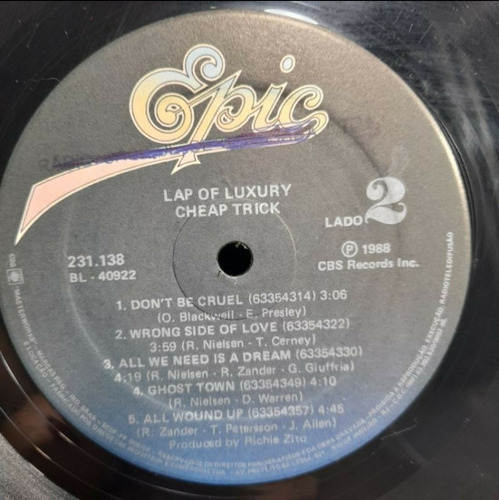 Epic
LAP OF LUXURY
CHEAP TRICK
LADO 2
231.138
BL - 40922
℗ 1988
CBS Records Inc.
1. DON'T BE CRUEL (63354314) 3:06
(O. Blackwell - E. Presley)
2. WRONG SIDE OF LOVE (63354322)
3:59 (R. Nielsen - T. Cerney)
3. ALL WE NEED IS A DREAM (63354330)
4:19 (R. Nielsen - R. Zander - G. Giuffria)
4. GHOST TOWN (63354349) 4:10
(R. Nielsen - D. Warren)
5. ALL WOUND UP (63354357) 4:45
(R. Zander - T. Petersson - J. Allen)
Produced by Richie Zito